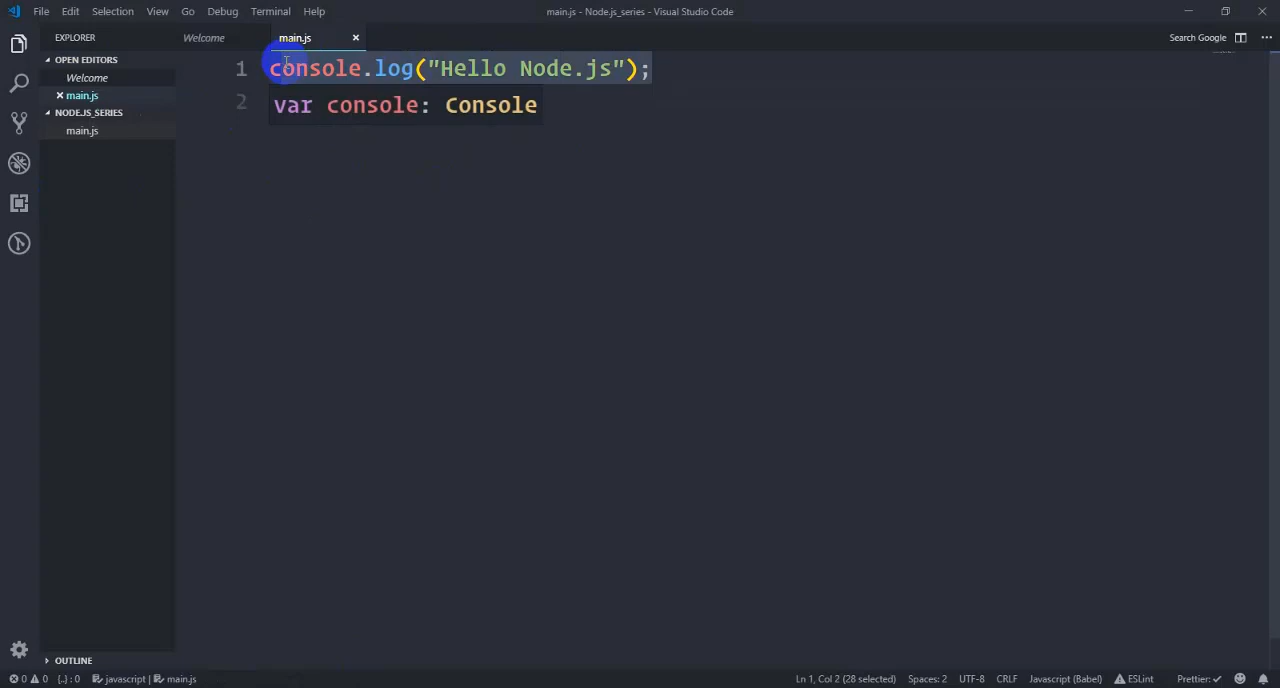 File Edit Selection View Go Debug Terminal Help main.js - Node.js_series - Visual Studio Code
EXPLORER Welcome main.js × Search Google
OPEN EDITORS
Welcome
× main.js
NODE.JS_SERIES
main.js
1 console.log("Hello Node.js");
2 var console: Console
OUTLINE
0 0 {..} : 0 javascript | main.js Ln 1, Col 2 (28 selected) Spaces: 2 UTF-8 CRLF Javascript (Babel) ESLint Prettier: ✓